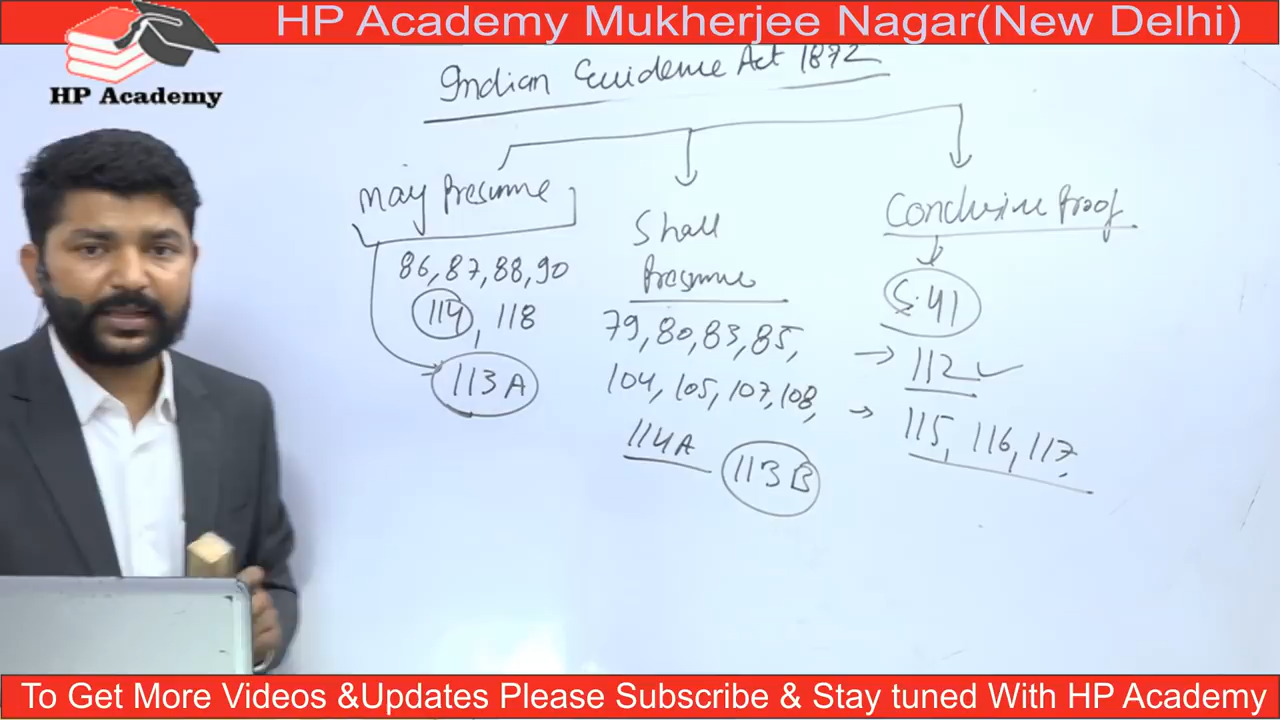 HP Academy Mukherjee Nagar(New Delhi)
HP Academy
Indian Evidence Act 1872
May Presume
86, 87, 88, 90
114, 118
113A
Shall
Presume
79, 80, 83, 85,
104, 105, 107, 108,
114A 113B
Conclusive Proof
S.41
→ 112 ✓
→ 115, 116, 117.
To Get More Videos &Updates Please Subscribe & Stay tuned With HP Academy